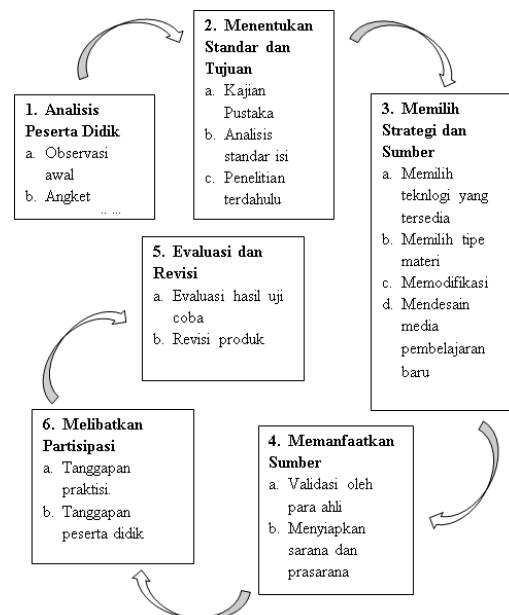 1. Analisis
Peserta Didik
a. Observasi
awal
b. Angket
2. Menentukan
Standar dan
Tujuan
a. Kajian
Pustaka
b. Analisis
standar isi
c. Penelitian
terdahulu
3. Memilih
Strategi dan
Sumber
a. Memilih
teknlogi yang
tersedia
b. Memilih tipe
materi
c. Memodifikasi
d. Mendesain
media
pembelajaran
baru
4. Memanfaatkan
Sumber
a. Validasi oleh
para ahli
b. Menyiapkan
sarana dan
prasarana
5. Evaluasi dan
Revisi
a. Evaluasi hasil uji
coba
b. Revisi produk
6. Melibatkan
Partisipasi
a. Tanggapan
praktisi.
b. Tanggapan
peserta didik